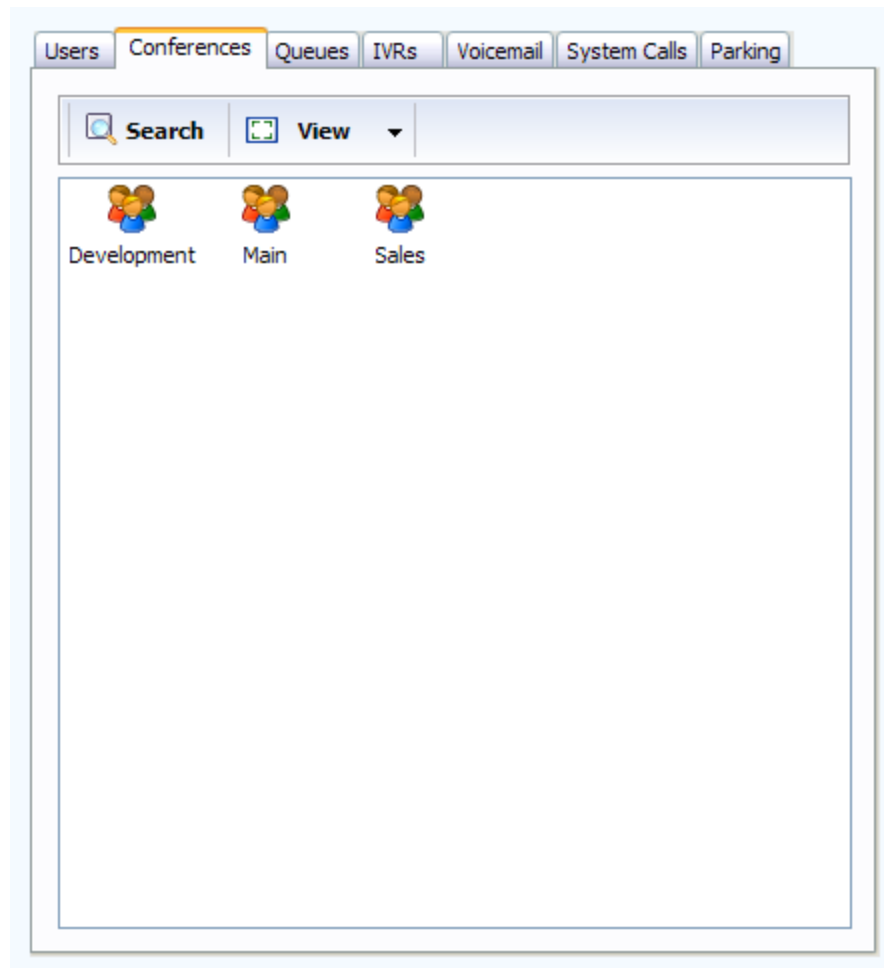 Users Conferences Queues IVRs Voicemail System Calls Parking
Search View
Development Main Sales